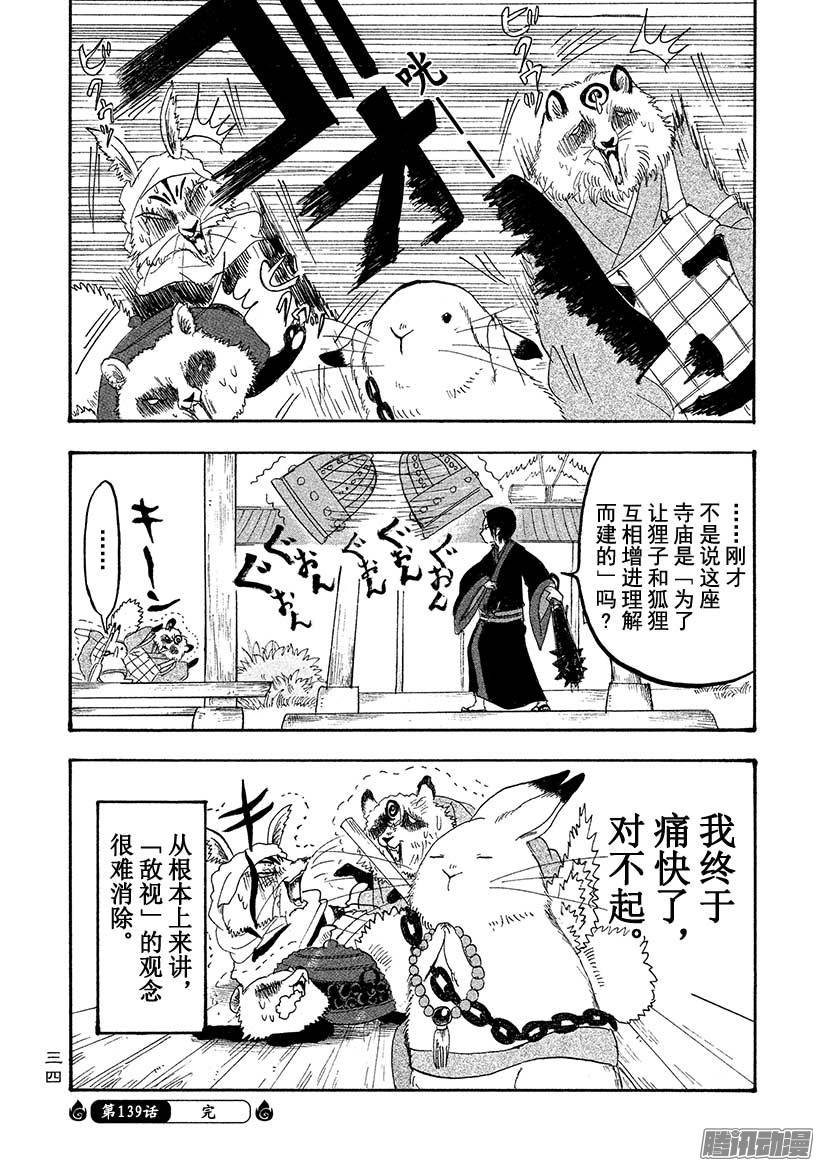 ビクゥッ
ビクゥッ
咣————
ゴオ
……刚才
不是说这座
寺庙是「为了
让狸子和狐狸
互相增进理解
而建的」吗？
ぐおん
ぐおん
ぐおん
ぐおん
キーン
……
我终于
痛快了，
对不起。
从根本上来讲，
「敌视」的观念
很难消除。
三四
第139话 完
腾讯动漫